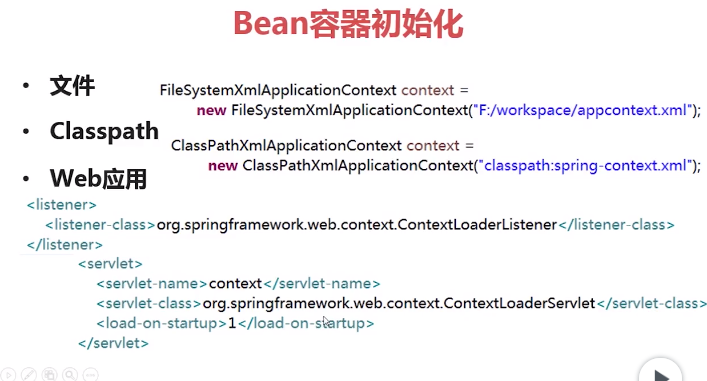 Bean容器初始化
• 文件
FileSystemXmlApplicationContext context =
new FileSystemXmlApplicationContext("F:/workspace/appcontext.xml");
• Classpath
ClassPathXmlApplicationContext context =
new ClassPathXmlApplicationContext("classpath:spring-context.xml");
• Web应用
<listener>
<listener-class>org.springframework.web.context.ContextLoaderListener</listener-class>
</listener>
<servlet>
<servlet-name>context</servlet-name>
<servlet-class>org.springframework.web.context.ContextLoaderServlet</servlet-class>
<load-on-startup>1</load-on-startup>
</servlet>